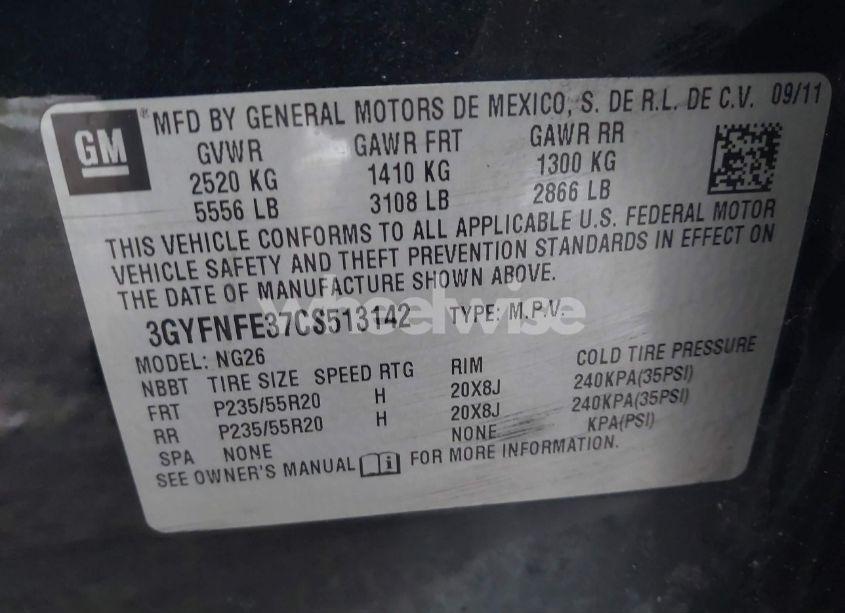 GM
® MFD BY GENERAL MOTORS DE MEXICO, S. DE R.L. DE C.V. 09/11
GVWR GAWR FRT GAWR RR
2520 KG 1410 KG 1300 KG
5556 LB 3108 LB 2866 LB
THIS VEHICLE CONFORMS TO ALL APPLICABLE U.S. FEDERAL MOTOR
VEHICLE SAFETY AND THEFT PREVENTION STANDARDS IN EFFECT ON
THE DATE OF MANUFACTURE SHOWN ABOVE.
wheelwise
3GYFNFE37CS513142 TYPE: M.P.V.
MODEL: NG26
NBBT TIRE SIZE SPEED RTG RIM COLD TIRE PRESSURE
FRT P235/55R20 H 20X8J 240KPA(35PSI)
RR P235/55R20 H 20X8J 240KPA(35PSI)
SPA NONE NONE KPA(PSI)
SEE OWNER'S MANUAL i FOR MORE INFORMATION.